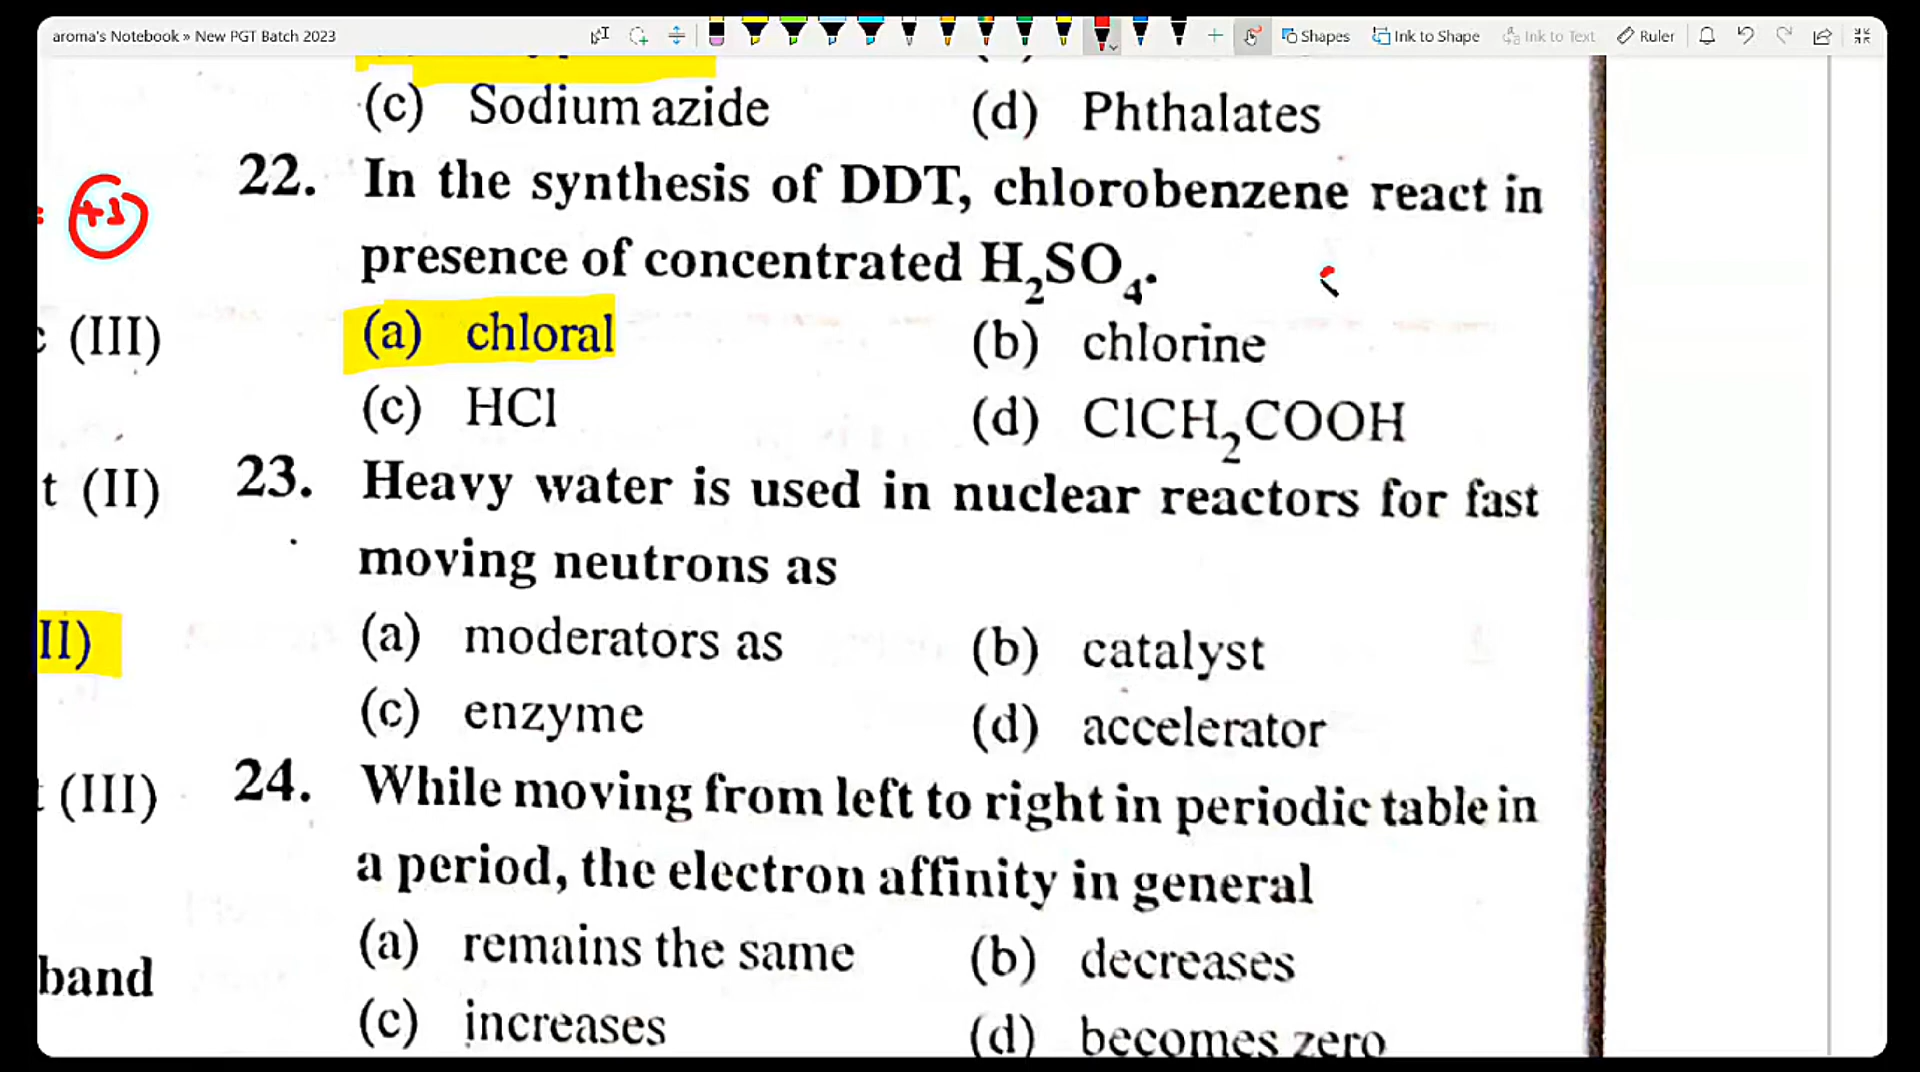 aroma's Notebook » New PGT Batch 2023
Shapes Ink to Shape Ink to Text Ruler
(c) Sodium azide (d) Phthalates
22. In the synthesis of DDT, chlorobenzene react in
presence of concentrated H₂SO₄.
+3
(III) (a) chloral (b) chlorine
(c) HCl (d) ClCH₂COOH
t (II) 23. Heavy water is used in nuclear reactors for fast
moving neutrons as
II) (a) moderators as (b) catalyst
(c) enzyme (d) accelerator
(III) 24. While moving from left to right in periodic table in
a period, the electron affinity in general
band (a) remains the same (b) decreases
(c) increases (d) becomes zero